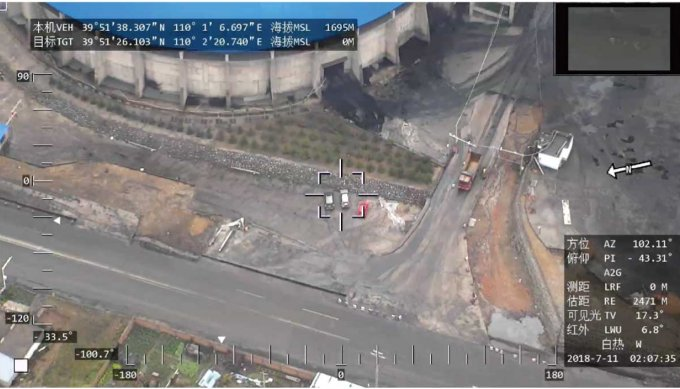 本机VEH 39°51'38.307"N 110° 1' 6.697"E 海拔MSL 1695M
目标TGT 39°51'26.103"N 110° 2'20.740"E 海拔MSL 0M
90
0
-120
-33.5°
-100.7°
-180
0
180
N
方位 AZ 102.11°
俯仰 PI - 43.31°
A2G
测距 LRF 0 M
估距 RE 2471 M
可见光TV 17.3°
红外 LWU 6.8°
白热 W
2018-7-11 02:07:35